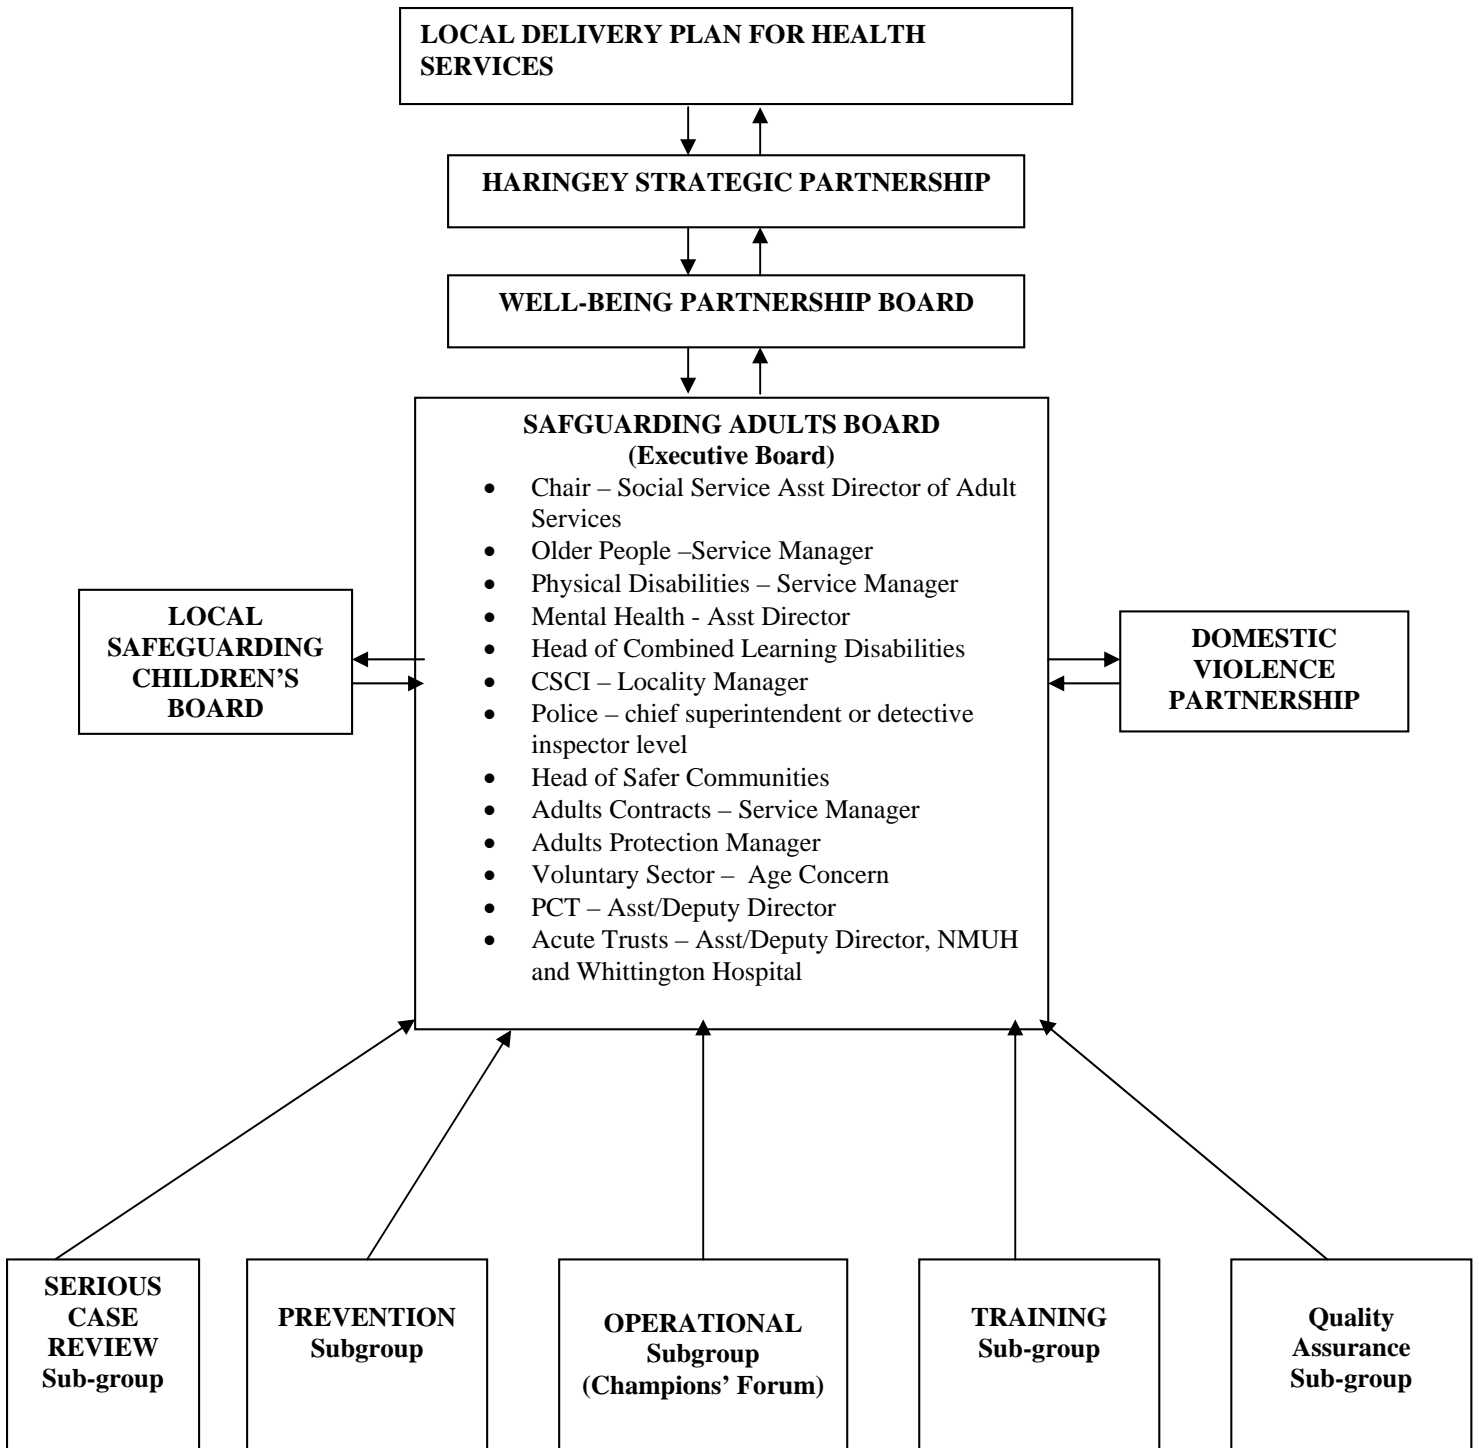 LOCAL DELIVERY PLAN FOR HEALTH
SERVICES
HARINGEY STRATEGIC PARTNERSHIP
WELL-BEING PARTNERSHIP BOARD
SAFGUARDING ADULTS BOARD
(Executive Board)
• Chair – Social Service Asst Director of Adult
Services
• Older People –Service Manager
• Physical Disabilities – Service Manager
• Mental Health - Asst Director
• Head of Combined Learning Disabilities
• CSCI – Locality Manager
• Police – chief superintendent or detective
inspector level
• Head of Safer Communities
• Adults Contracts – Service Manager
• Adults Protection Manager
• Voluntary Sector – Age Concern
• PCT – Asst/Deputy Director
• Acute Trusts – Asst/Deputy Director, NMUH
and Whittington Hospital
LOCAL
SAFEGUARDING
CHILDREN’S
BOARD
DOMESTIC
VIOLENCE
PARTNERSHIP
SERIOUS
CASE
REVIEW
Sub-group
PREVENTION
Subgroup
OPERATIONAL
Subgroup
(Champions’ Forum)
TRAINING
Sub-group
Quality
Assurance
Sub-group